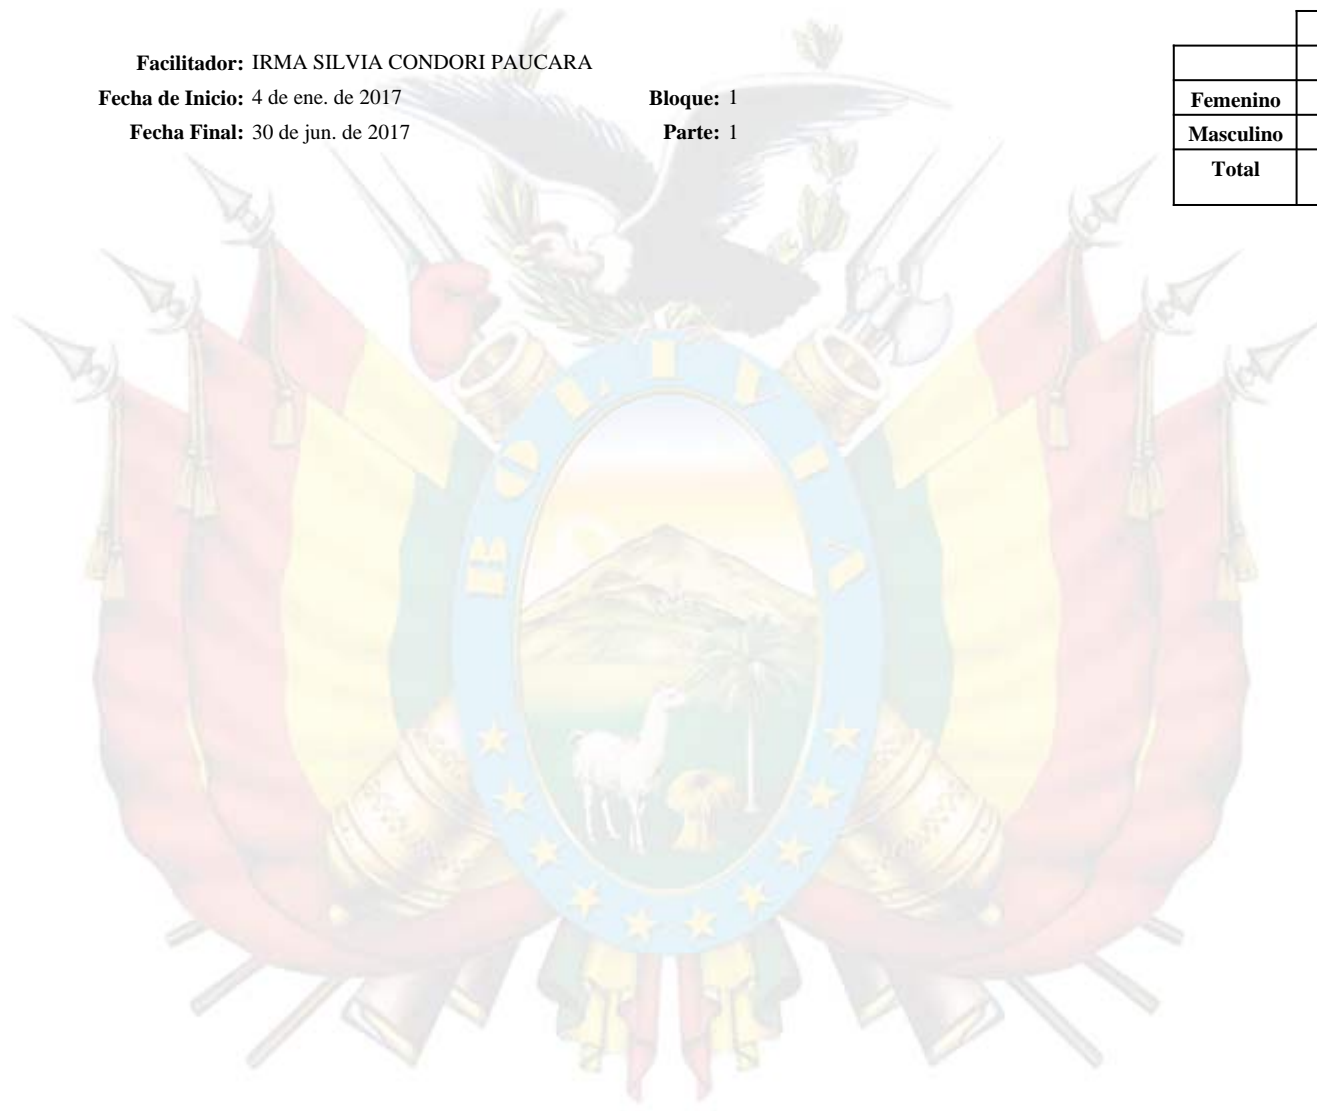 Facilitador: IRMA SILVIA CONDORI PAUCARA
Fecha de Inicio: 4 de ene. de 2017 Bloque: 1
Fecha Final: 30 de jun. de 2017 Parte: 1
Femenino
Masculino
Total
BOLIVIA